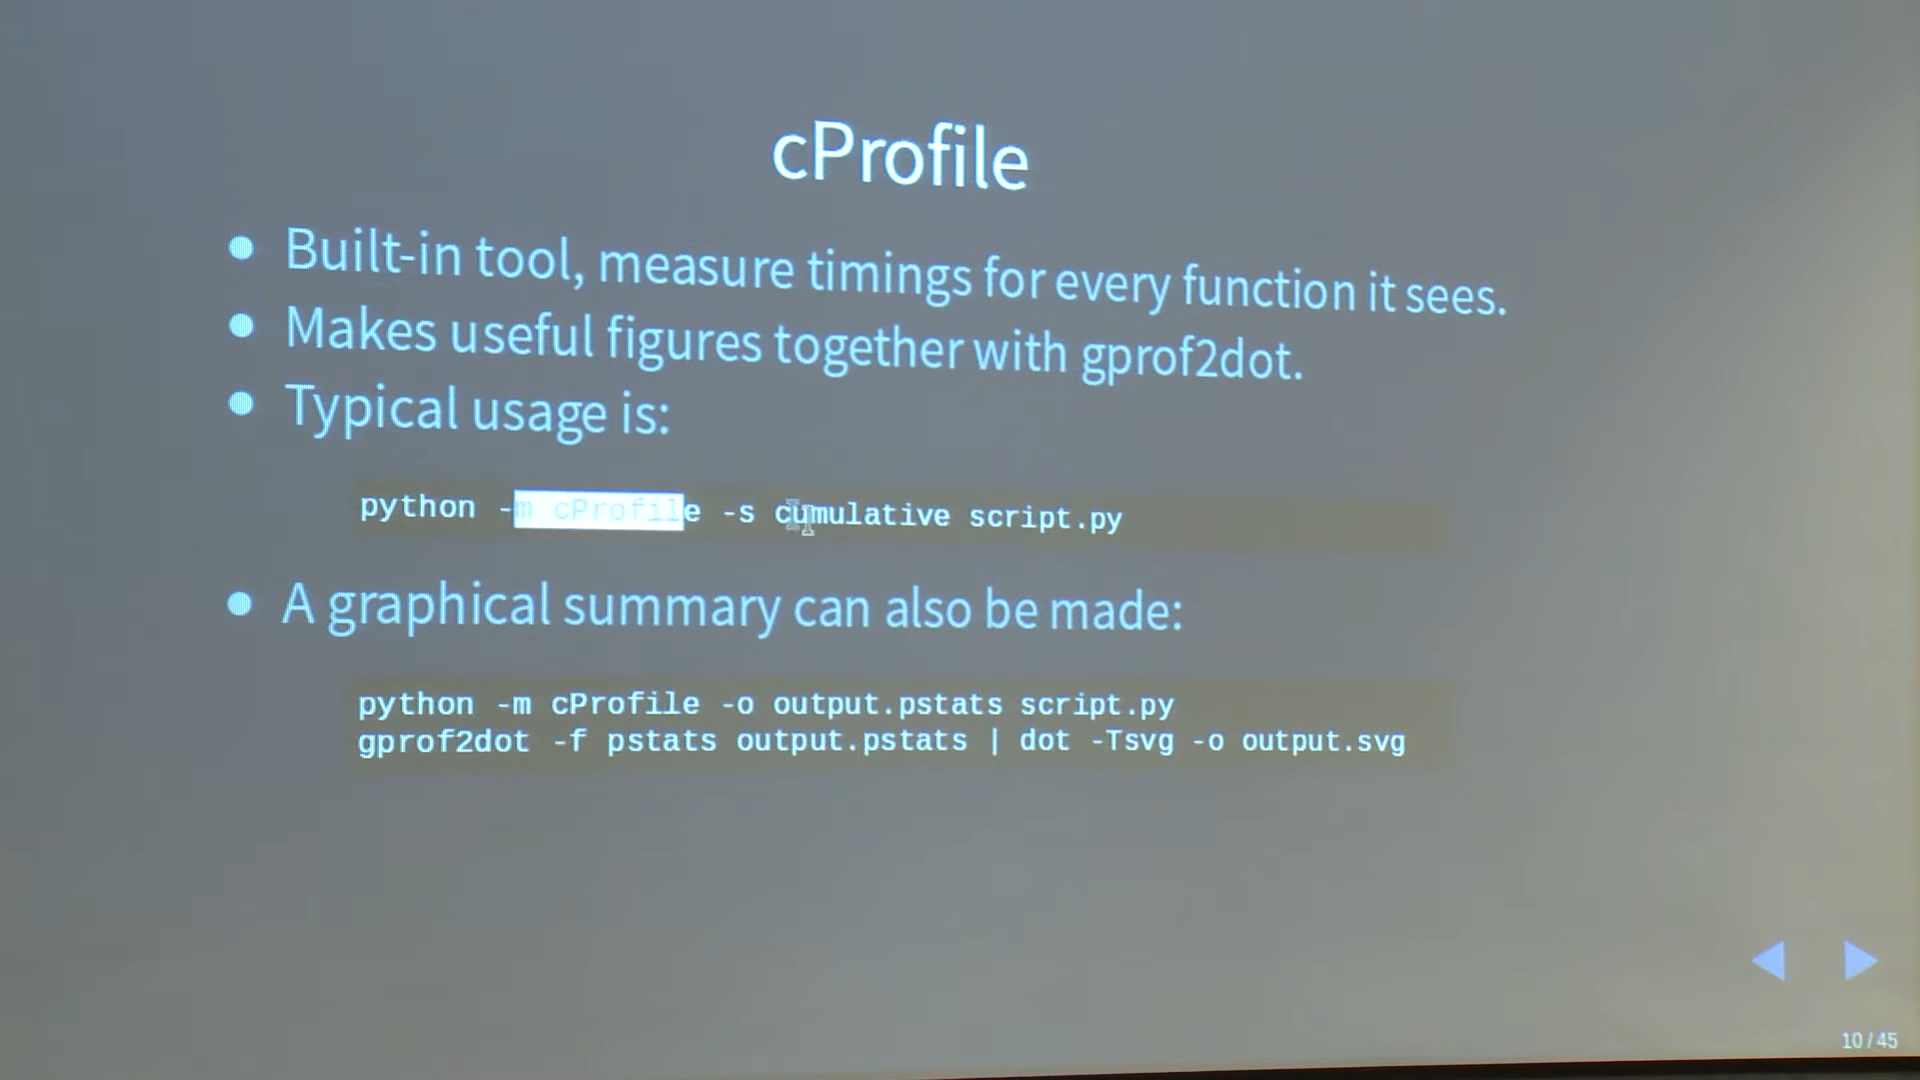 cProfile
● Built-in tool, measure timings for every function it sees.
● Makes useful figures together with gprof2dot.
● Typical usage is:
python -m cProfile -s cumulative script.py
● A graphical summary can also be made:
python -m cProfile -o output.pstats script.py
gprof2dot -f pstats output.pstats | dot -Tsvg -o output.svg
10 / 45